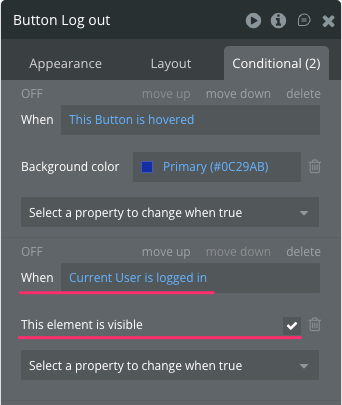 Button Log out
Appearance Layout Conditional (2)
OFF move up move down delete
When This Button is hovered
Background color Primary (#0C29AB)
Select a property to change when true
OFF move up move down delete
When Current User is logged in
This element is visible
Select a property to change when true